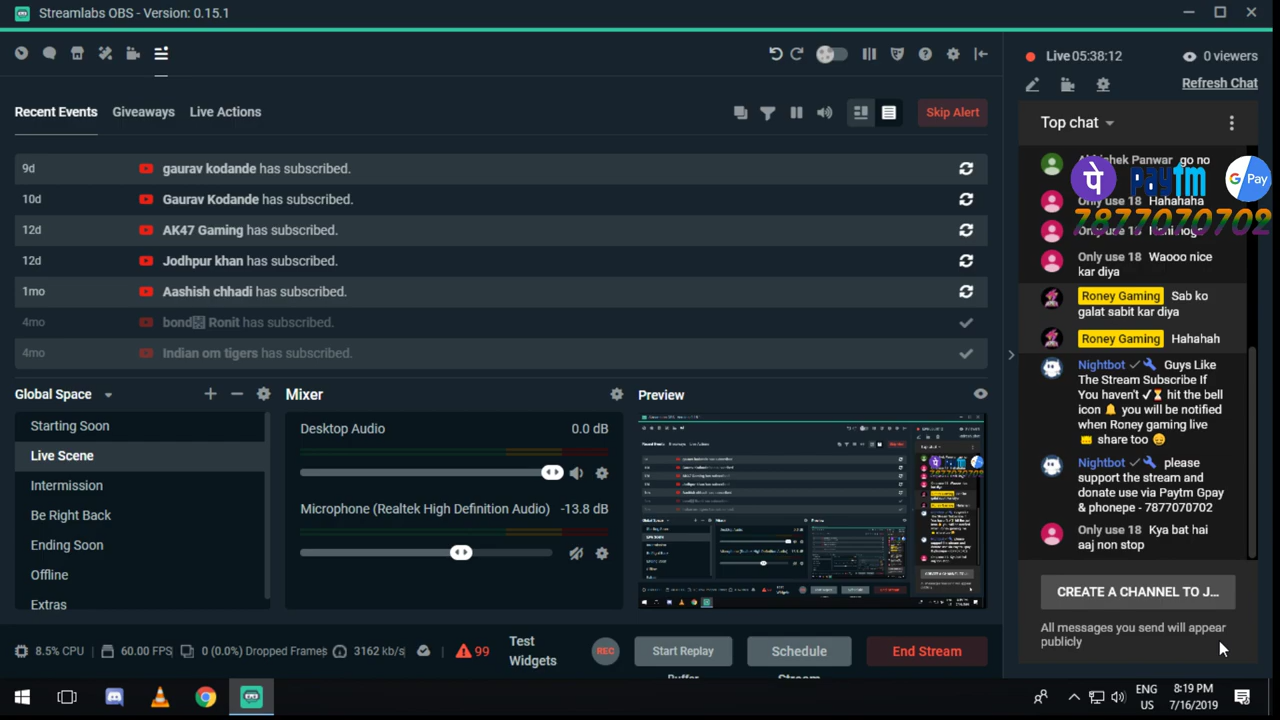 Streamlabs OBS - Version: 0.15.1
Live 05:38:12
0 viewers
Refresh Chat
Recent Events
Giveaways
Live Actions
Skip Alert
Top chat
9d gaurav kodande has subscribed.
10d Gaurav Kodande has subscribed.
12d AK47 Gaming has subscribed.
12d Jodhpur khan has subscribed.
1mo Aashish chhadi has subscribed.
4mo Ronit has subscribed.
4mo Indian om tigers has subscribed.
Panwar go no
पे paytm G Pay
Only use 18 Hahahaha
7877070702
Only use 18
Only use 18 Waooo nice
kar diya
Roney Gaming Sab ko
galat sabit kar diya
Roney Gaming Hahahah
Nightbot Guys Like
The Stream Subscribe If
You haven't ✓⏳ hit the bell
icon 🔔 you will be notified
when Roney gaming live
👑 share too 😊
Nightbot please
support the stream and
donate use via Paytm Gpay
& phonepe - 7877070702
Only use 18 Kya bat hai
aaj non stop
CREATE A CHANNEL TO J...
All messages you send will appear
publicly
Global Space
Starting Soon
Live Scene
Intermission
Be Right Back
Ending Soon
Offline
Extras
Mixer
Desktop Audio 0.0 dB
Microphone (Realtek High Definition Audio) -13.8 dB
Preview
8.5% CPU
60.00 FPS
0 (0.0%) Dropped Frames
3162 kb/s
99
Test
Widgets
REC
Start Replay
Buffer
Schedule
Stream
End Stream
ENG
US
8:19 PM
7/16/2019